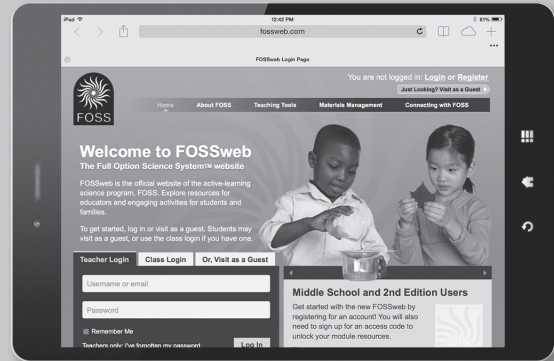 iPad
12:42 PM
81%
fossweb.com
FOSSweb Login Page
You are not logged in: Login or Register
Just Looking? Visit as a Guest
FOSS
Home About FOSS Teaching Tools Materials Management Connecting with FOSS
Welcome to FOSSweb
The Full Option Science System™ website
FOSSweb is the official website of the active-learning
science program, FOSS. Explore resources for
educators and engaging activities for students and
families.
To get started, log in or visit as a guest. Students may
visit as a guest, or use the class login if you have one.
Teacher Login Class Login Or, Visit as a Guest
Username or email
Password
Remember Me
Teachers only: I've forgotten my password
Log In
Middle School and 2nd Edition Users
Get started with the new FOSSweb by
registering for an account! You will also
need to sign up for an access code to
unlock your module resources.